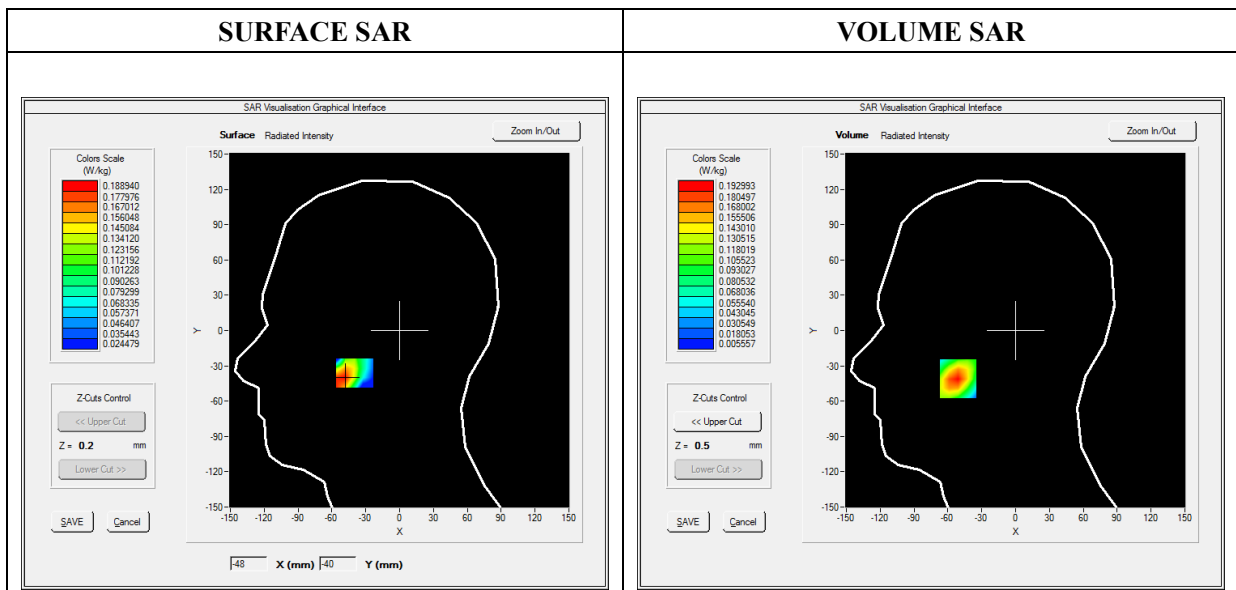 SURFACE SAR
SAR Visualisation Graphical Interface
Surface Radiated Intensity
Zoom In/Out
Colors Scale
(W/kg)
0.188940
0.177976
0.167012
0.156048
0.145084
0.134120
0.123156
0.112192
0.101228
0.090263
0.079299
0.068335
0.057371
0.046407
0.035443
0.024479
Z-Cuts Control
<< Upper Cut
Z = 0.2 mm
Lower Cut >>
SAVE Cancel
150
120
90
60
30
0
-30
-60
-90
-120
-150
Y
-150 -120 -90 -60 -30 0 30 60 90 120 150
X
-48 X (mm) -40 Y (mm)
VOLUME SAR
SAR Visualisation Graphical Interface
Volume Radiated Intensity
Zoom In/Out
Colors Scale
(W/kg)
0.192993
0.180497
0.168002
0.155506
0.143010
0.130515
0.118019
0.105523
0.093027
0.080532
0.068036
0.055540
0.043045
0.030549
0.018053
0.005557
Z-Cuts Control
<< Upper Cut
Z = 0.5 mm
Lower Cut >>
SAVE Cancel
150
120
90
60
30
0
-30
-60
-90
-120
-150
Y
-150 -120 -90 -60 -30 0 30 60 90 120 150
X